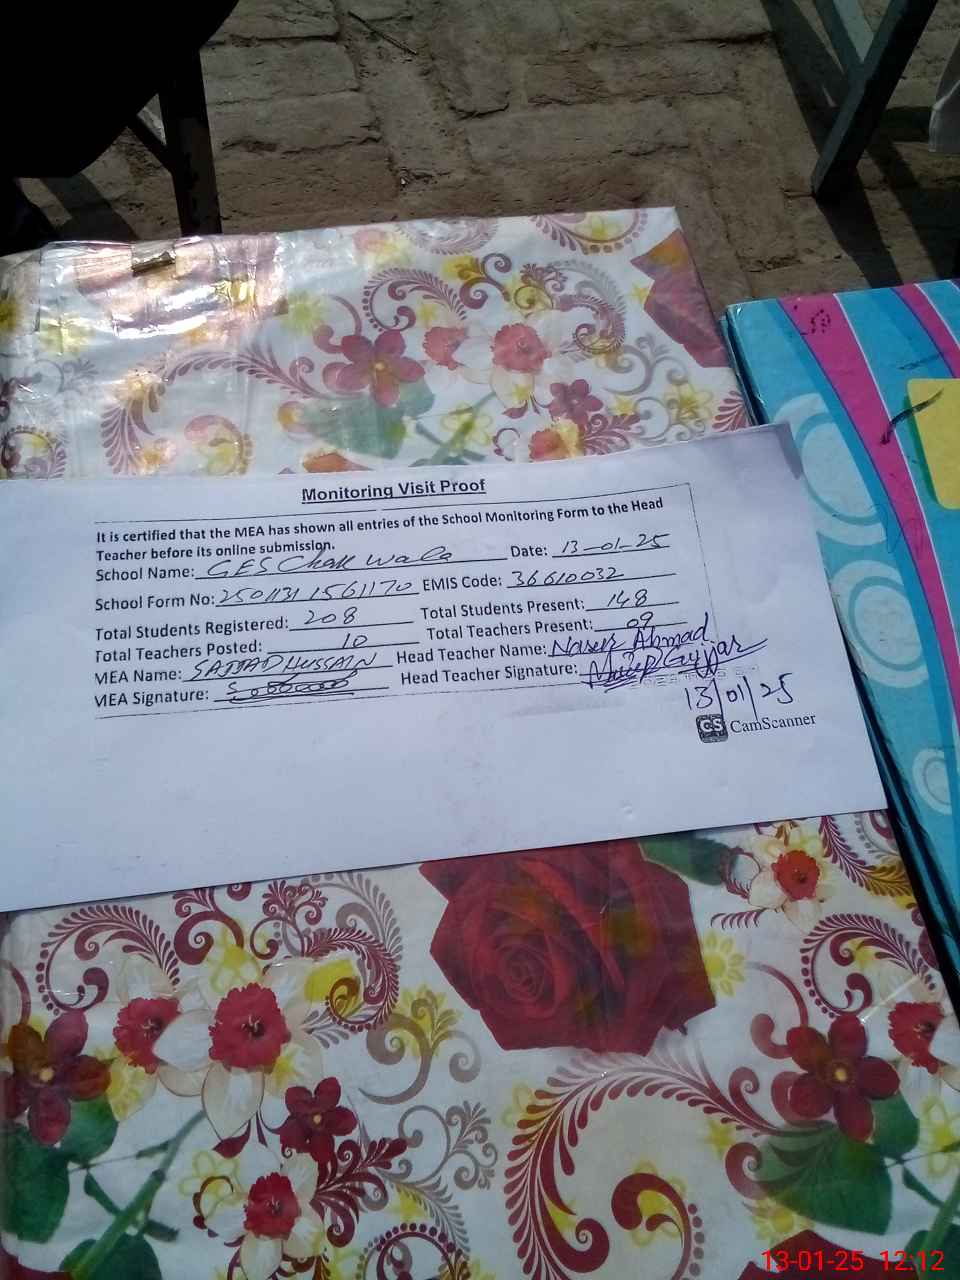 Monitoring Visit Proof
It is certified that the MEA has shown all entries of the School Monitoring Form to the Head
Teacher before its online submission.
School Name: GES Chak Wala Date: 13-01-25
School Form No: 2501131561170 EMIS Code: 36610032
Total Students Registered: 208 Total Students Present: 148
Total Teachers Posted: 10 Total Teachers Present: 09
MEA Name: SAJJAD HUSSAIN Head Teacher Name: Naseer Ahmad
MEA Signature: Head Teacher Signature:
13/01/25
CS CamScanner
13-01-25 12:12